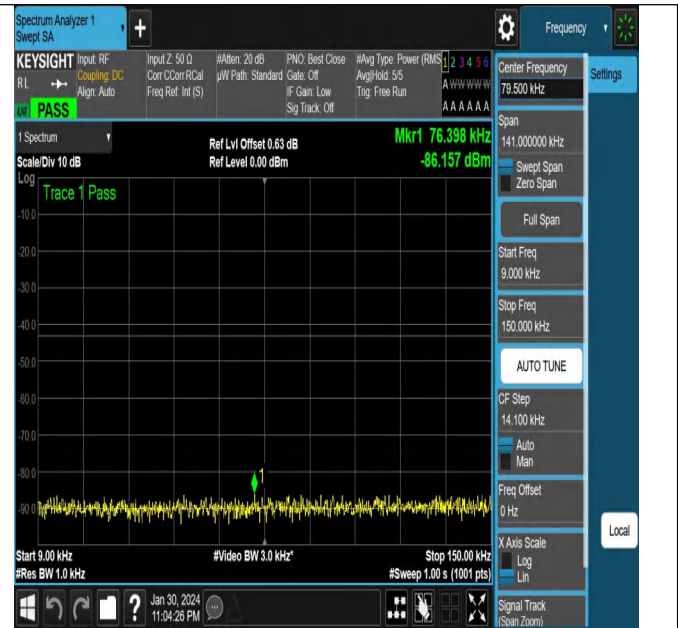 Spectrum Analyzer 1
Swept SA
+
Frequency
KEYSIGHT
RL
LXI PASS
Input: RF
Coupling: DC
Align: Auto
Input Z: 50 Ω
Corr CCorr RCal
Freq Ref: Int (S)
#Atten: 20 dB
µW Path: Standard
PNO: Best Close
Gate: Off
IF Gain: Low
Sig Track: Off
#Avg Type: Power (RMS
Avg|Hold: 5/5
Trig: Free Run
1 2 3 4 5 6
A W W W W W
A A A A A A
1 Spectrum
Scale/Div 10 dB
Log
Ref Lvl Offset 0.63 dB
Ref Level 0.00 dBm
Mkr1 76.398 kHz
-86.157 dBm
Trace 1 Pass
-10.0
-20.0
-30.0
-40.0
-50.0
-60.0
-70.0
-80.0
-90.0
1
Start 9.00 kHz
#Res BW 1.0 kHz
#Video BW 3.0 kHz*
Stop 150.00 kHz
#Sweep 1.00 s (1001 pts)
?
Jan 30, 2024
11:04:26 PM
Center Frequency
79.500 kHz
Settings
Span
141.000000 kHz
Swept Span
Zero Span
Full Span
Start Freq
9.000 kHz
Stop Freq
150.000 kHz
AUTO TUNE
CF Step
14.100 kHz
Auto
Man
Freq Offset
0 Hz
Local
X Axis Scale
Log
Lin
Signal Track
(Span Zoom)